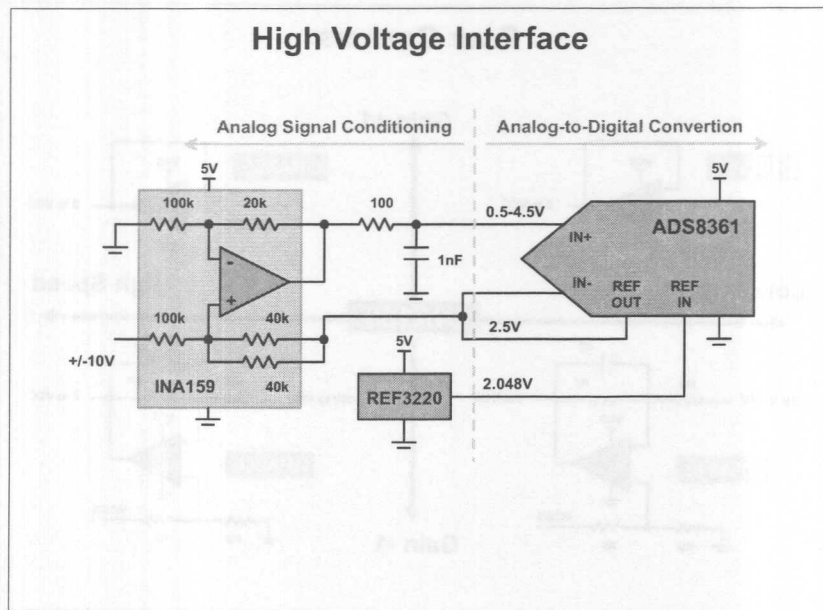 High Voltage Interface
Analog Signal Conditioning
Analog-to-Digital Convertion
5V
5V
100k
20k
100
0.5-4.5V
ADS8361
IN+
-
1nF
+
IN-
REF OUT
REF IN
100k
40k
5V
2.5V
+/-10V
INA159
40k
REF3220
2.048V